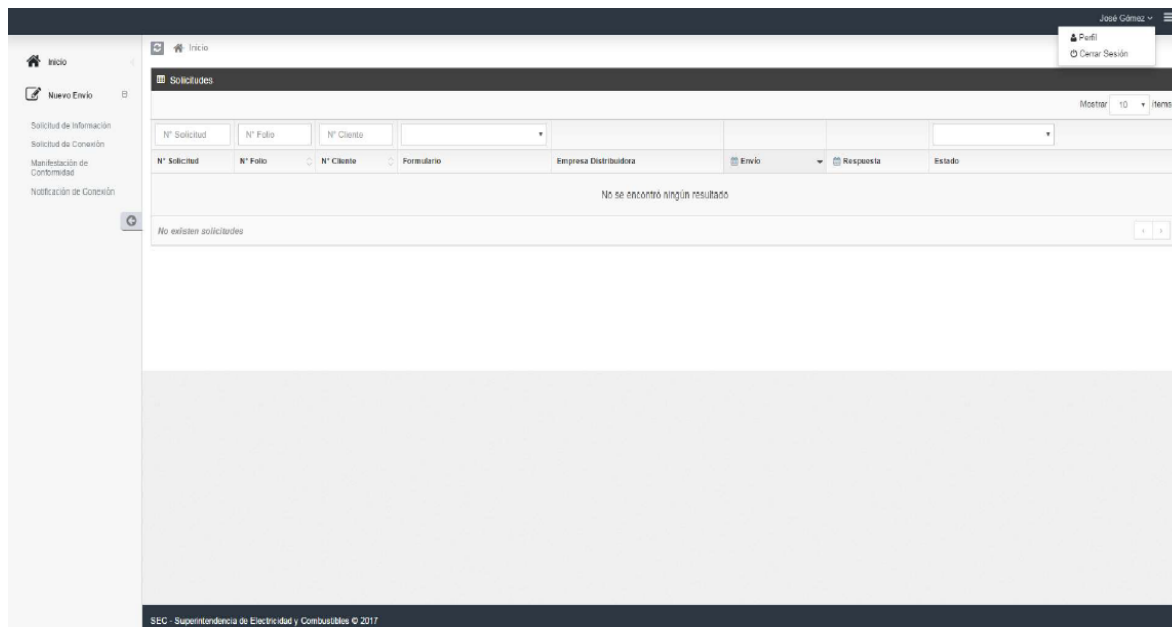 José Gómez
Perfil
Cerrar Sesión
Inicio
Inicio
Nuevo Envío
Solicitud de Información
Solicitud de Conexión
Manifestación de
Conformidad
Notificación de Conexión
Solicitudes
Mostrar 10 items
N° Solicitud N° Folio N° Cliente
N° Solicitud N° Folio N° Cliente Formulario Empresa Distribuidora Envío Respuesta Estado
No se encontró ningún resultado
No existen solicitudes
SEC - Superintendencia de Electricidad y Combustibles © 2017